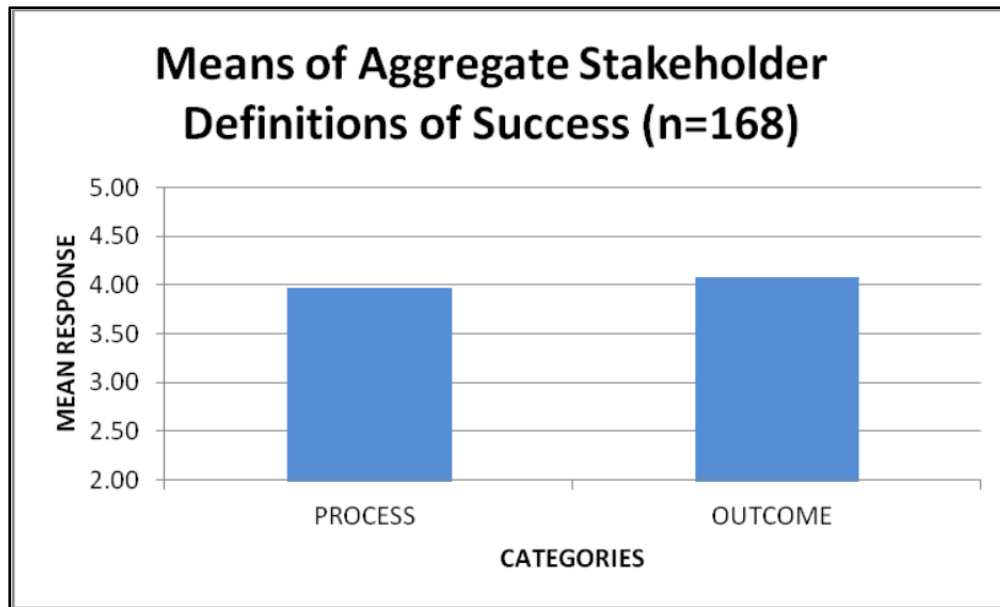 Means of Aggregate Stakeholder
Definitions of Success (n=168)
5.00
4.50
4.00
3.50
3.00
2.50
2.00
MEAN RESPONSE
PROCESS
OUTCOME
CATEGORIES